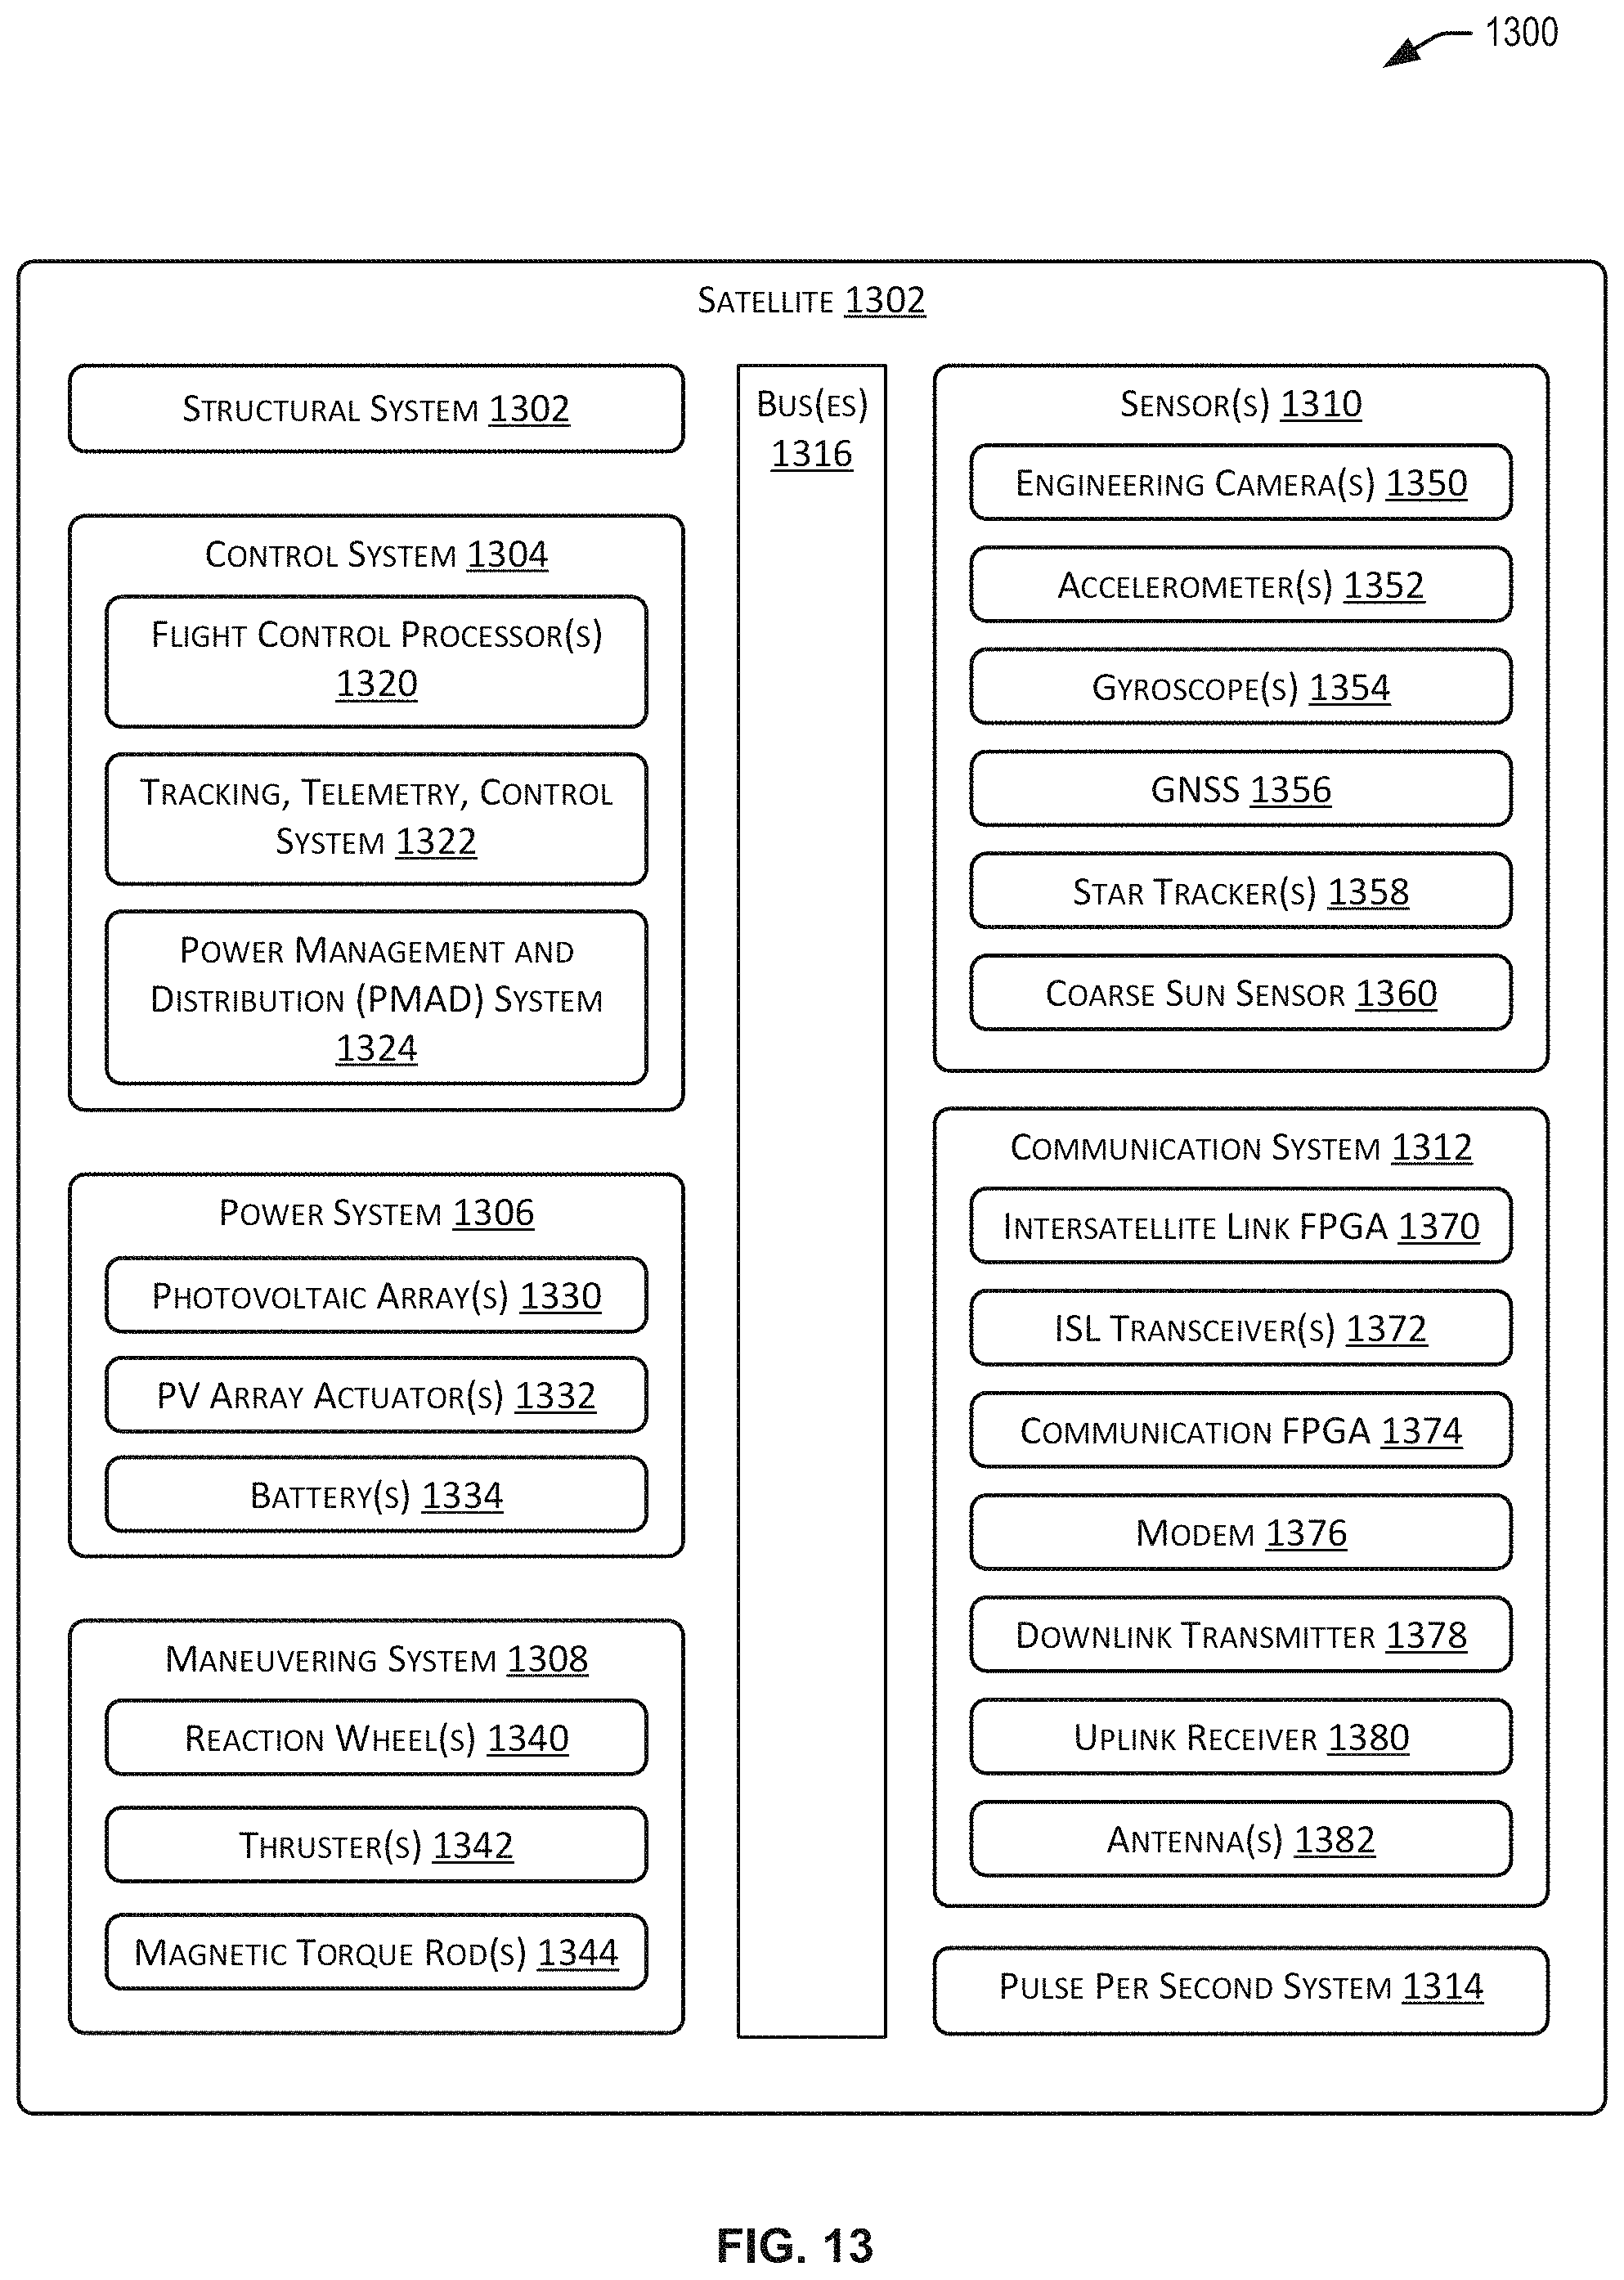 1300
Satellite 1302
Structural System 1302
Control System 1304
Flight Control Processor(s)
1320
Tracking, Telemetry, Control
System 1322
Power Management and
Distribution (PMAD) System
1324
Power System 1306
Photovoltaic Array(s) 1330
PV Array Actuator(s) 1332
Battery(s) 1334
Maneuvering System 1308
Reaction Wheel(s) 1340
Thruster(s) 1342
Magnetic Torque Rod(s) 1344
Bus(es)
1316
Sensor(s) 1310
Engineering Camera(s) 1350
Accelerometer(s) 1352
Gyroscope(s) 1354
GNSS 1356
Star Tracker(s) 1358
Coarse Sun Sensor 1360
Communication System 1312
Intersatellite Link FPGA 1370
ISL Transceiver(s) 1372
Communication FPGA 1374
Modem 1376
Downlink Transmitter 1378
Uplink Receiver 1380
Antenna(s) 1382
Pulse Per Second System 1314
FIG. 13